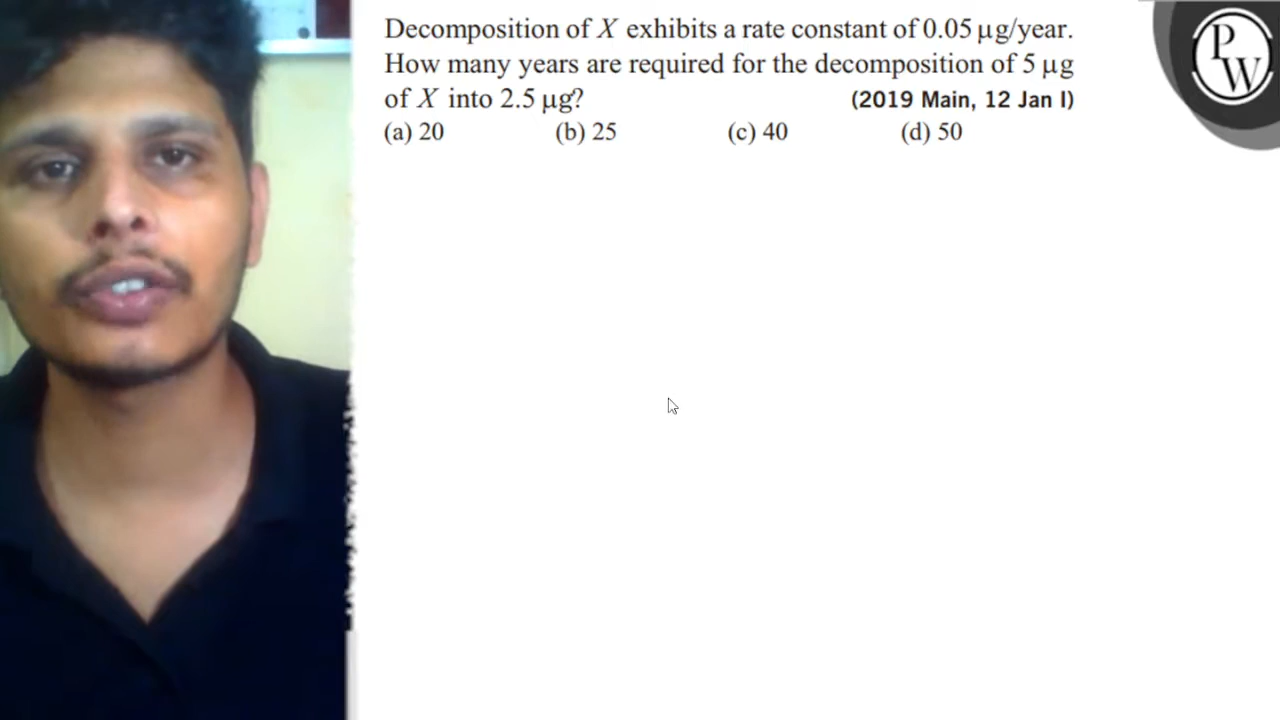 Decomposition of X exhibits a rate constant of 0.05 μg/year.
How many years are required for the decomposition of 5 μg
of X into 2.5 μg? (2019 Main, 12 Jan I)
(a) 20 (b) 25 (c) 40 (d) 50
P
W